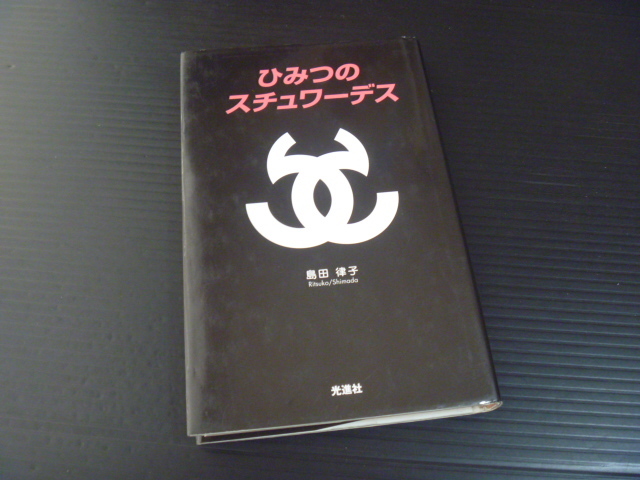 ひみつの
スチュワーデス
島田 律子
Ritsuko/Shimada
光進社